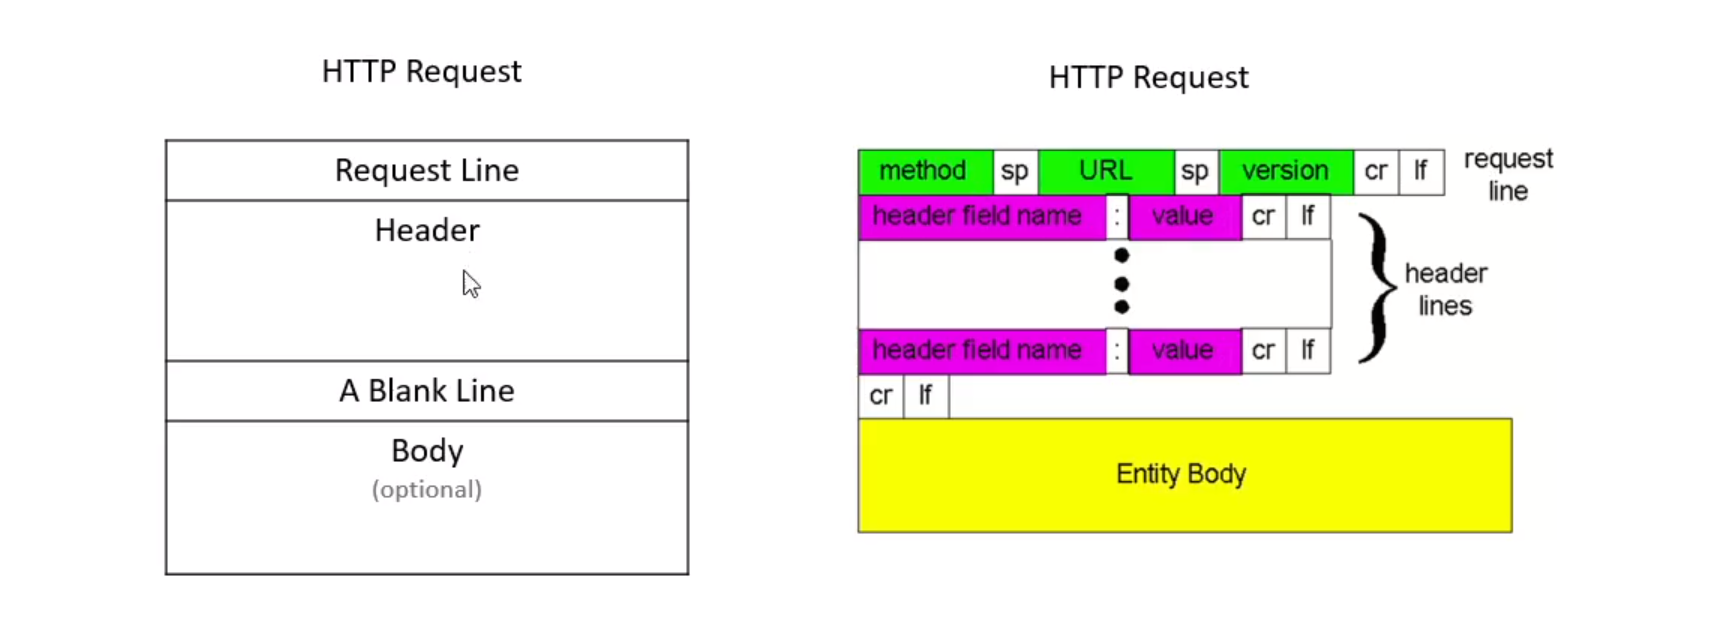 HTTP Request
Request Line
Header
A Blank Line
Body
(optional)
HTTP Request
method sp URL sp version cr lf
request
line
header field name : value cr lf
header
lines
header field name : value cr lf
cr lf
Entity Body